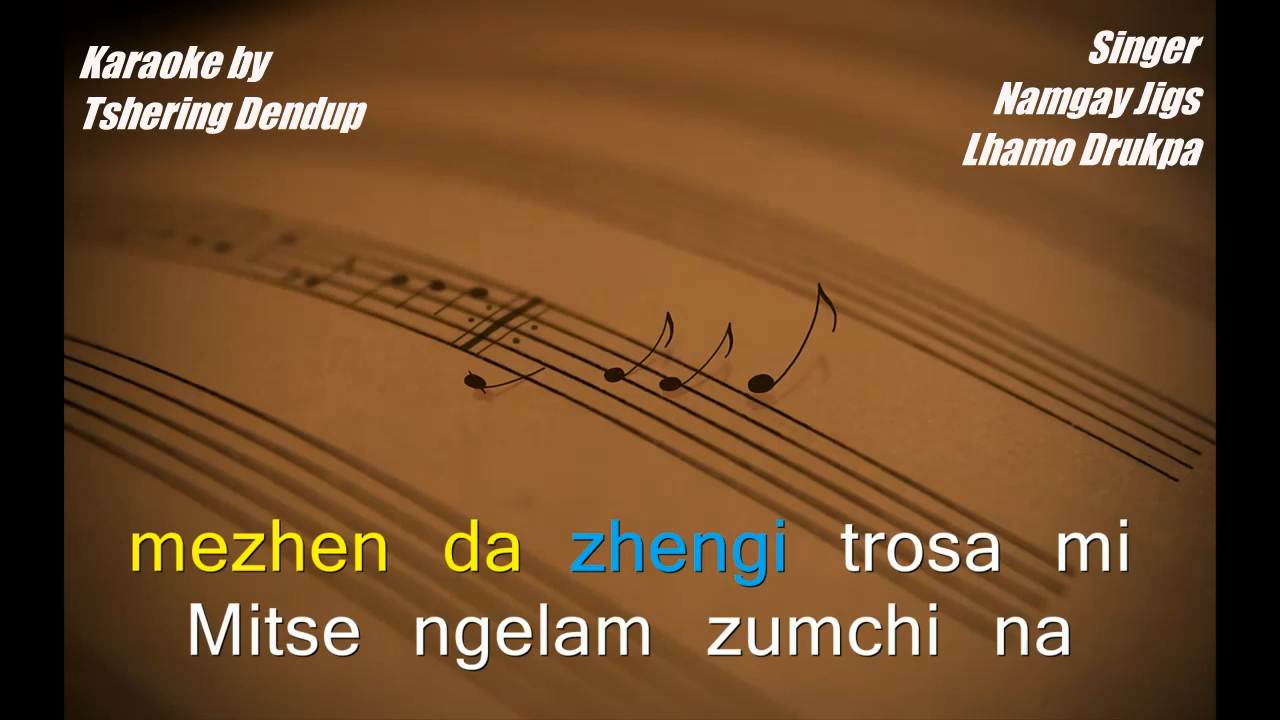 Karaoke by
Tshering Dendup
Singer
Namgay Jigs
Lhamo Drukpa
mezhen da zhengi trosa mi
Mitse ngelam zumchi na